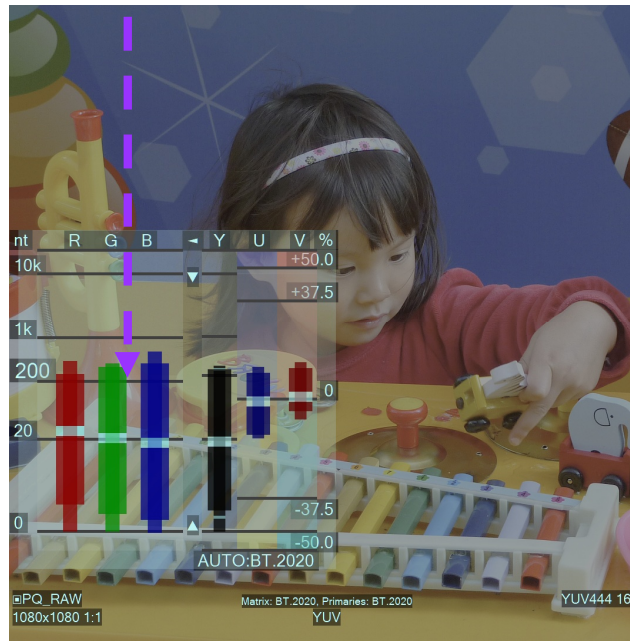 nt R G B ◄ Y U V %
+50.0
10k ▼
+37.5
1k
200
0
20
-37.5
0 ▲
-50.0
AUTO:BT.2020
▣PQ_RAW
Matrix: BT.2020, Primaries: BT.2020
YUV444 16
1080x1080 1:1
YUV